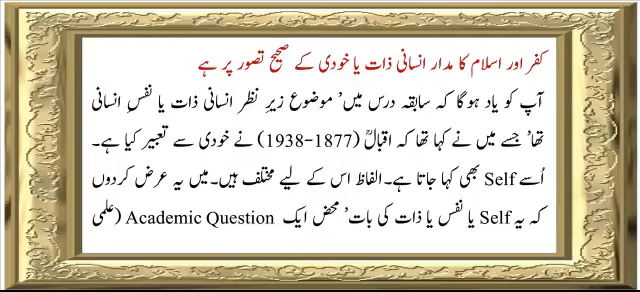 کفر اور اسلام کا مدار انسانی ذات یا خودی کے صحیح تصور پر ہے
آپ کو یاد ہوگا کہ سابقہ درس میں’ موضوع زیرِ نظر انسانی ذات یا نفسِ انسانی
تھا’ جسے میں نے کہا تھا کہ اقبالؒ (1877-1938) نے خودی سے تعبیر کیا ہے۔
اُسے Self بھی کہا جاتا ہے۔الفاظ اس کے لیے مختلف ہیں۔میں یہ عرض کردوں
کہ یہ Self یا نفس یا ذات کی بات’ محض ایک Academic Question (علمی